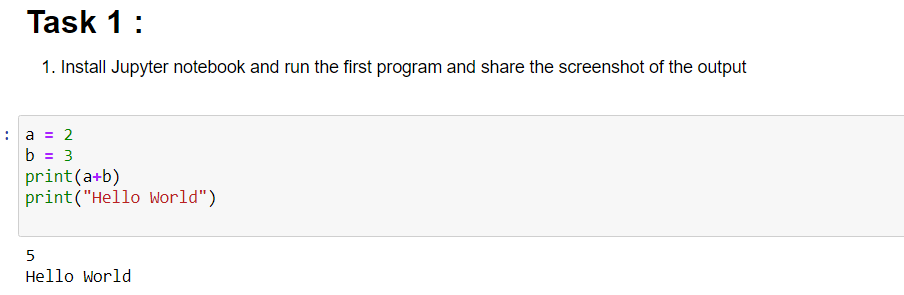 Task 1 :
1. Install Jupyter notebook and run the first program and share the screenshot of the output
:
a = 2
b = 3
print(a+b)
print("Hello World")
5
Hello World